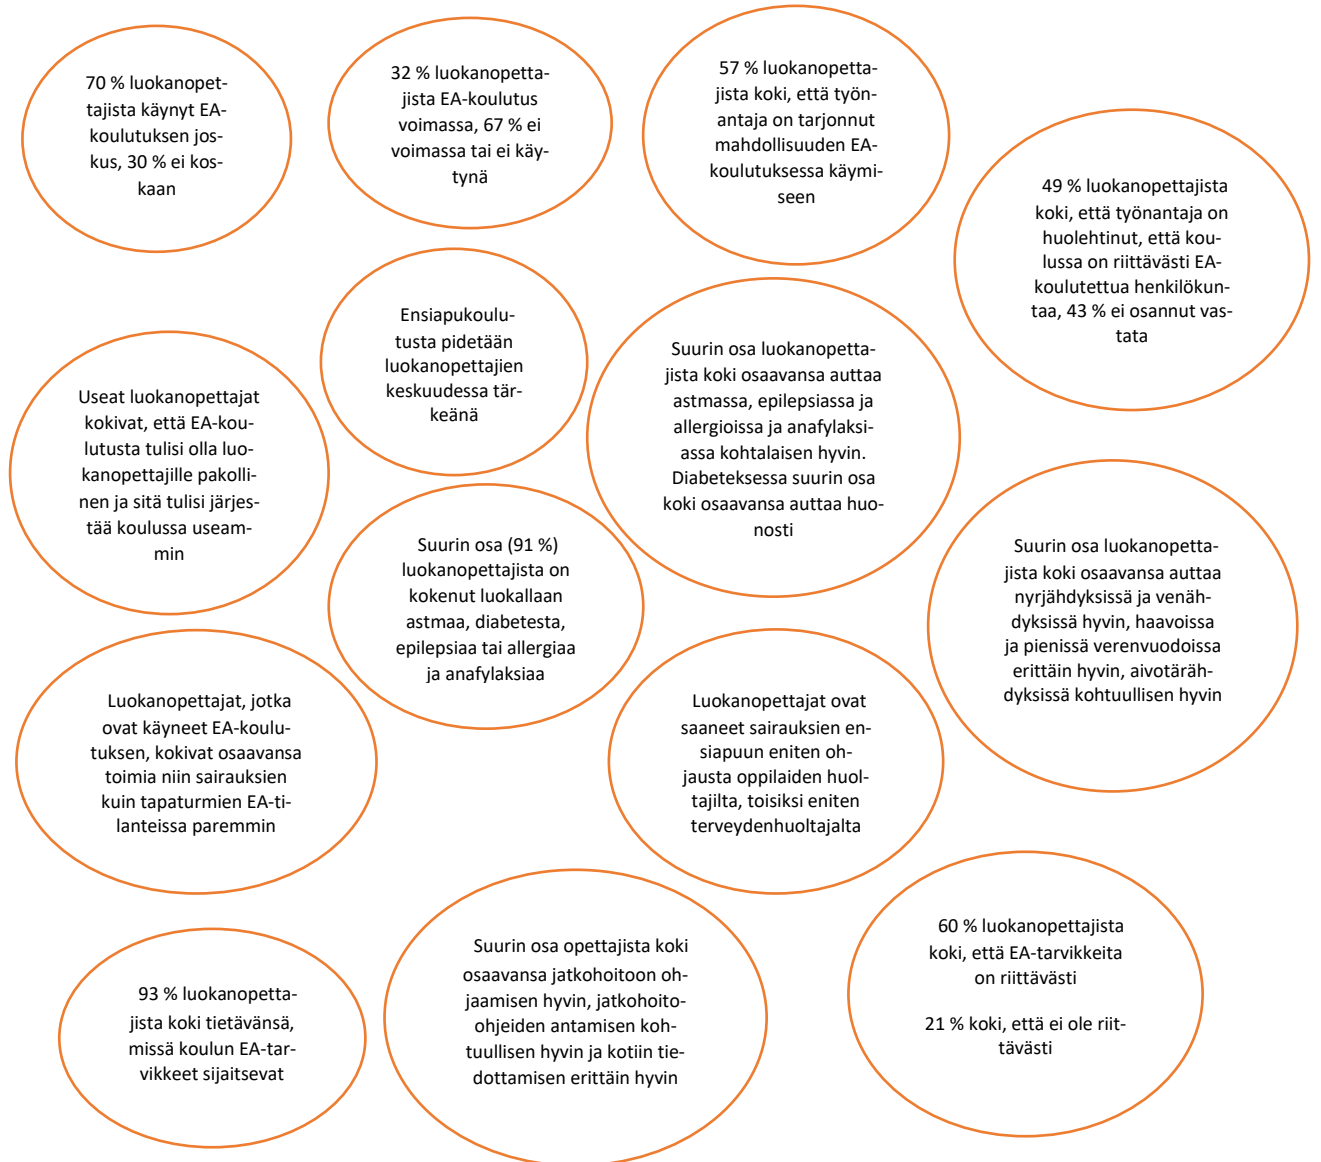 70 % luokanopet-
tajista käynyt EA-
koulutuksen jos-
kus, 30 % ei kos-
kaan
32 % luokanopetta-
jista EA-koulutus
voimassa, 67 % ei
voimassa tai ei käy-
tynä
57 % luokanopetta-
jista koki, että työn-
antaja on tarjonnut
mahdollisuuden EA-
koulutuksessa käymi-
seen
49 % luokanopettajista
koki, että työnantaja on
huolehtinut, että kou-
lussa on riittävästi EA-
koulutettua henkilökun-
taa, 43 % ei osannut vas-
tata
Ensiapukoulu-
tusta pidetään
luokanopettajien
keskuudessa tär-
keänä
Suurin osa luokanopetta-
jista koki osaavansa auttaa
astmassa, epilepsiassa ja
allergioissa ja anafylaksi-
assa kohtalaisen hyvin.
Diabeteksessa suurin osa
koki osaavansa auttaa huo-
nosti
Useat luokanopettajat
kokivat, että EA-kou-
lutusta tulisi olla luo-
kanopettajille pakolli-
nen ja sitä tulisi järjes-
tää koulussa useam-
min
Suurin osa (91 %)
luokanopettajista on
kokenut luokallaan
astmaa, diabetesta,
epilepsiaa tai allergiaa
ja anafylaksiaa
Suurin osa luokanopetta-
jista koki osaavansa auttaa
nyrjähdyksissä ja venäh-
dyksissä hyvin, haavoissa
ja pienissä verenvuodoissa
erittäin hyvin, aivotäräh-
dyksissä kohtuullisen hyvin
Luokanopettajat, jotka
ovat käyneet EA-koulu-
tuksen, kokivat osaavansa
toimia niin sairauksien
kuin tapaturmien EA-ti-
lanteissa paremmin
Luokanopettajat ovat
saaneet sairauksien en-
siapuun eniten oh-
jausta oppilaiden huol-
tajilta, toisiksi eniten
terveydenhuoltajalta
93 % luokanopetta-
jista koki tietävänsä,
missä koulun EA-tar-
vikkeet sijaitsevat
Suurin osa opettajista koki
osaavansa jatkohoitoon oh-
jaamisen hyvin, jatkohoito-
ohjeiden antamisen koh-
tuullisen hyvin ja kotiin tie-
dottamisen erittäin hyvin
60 % luokanopettajista
koki, että EA-tarvikkeita
on riittävästi
21 % koki, että ei ole riit-
tävästi